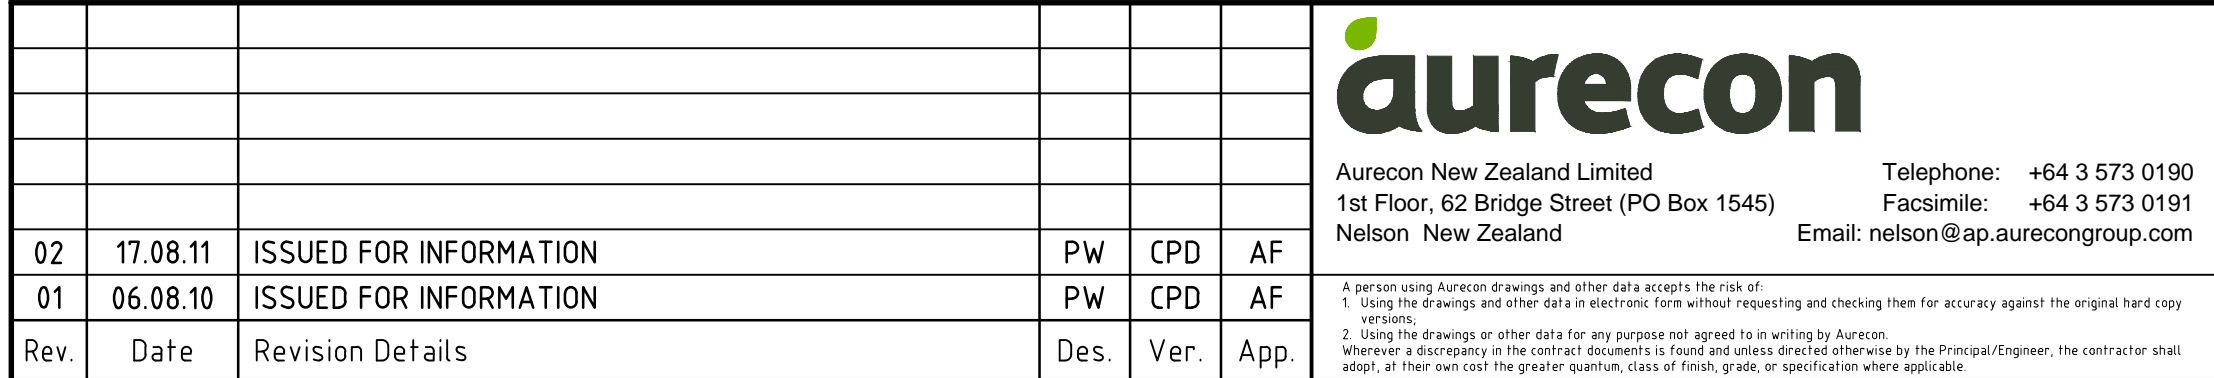 02 17.08.11 ISSUED FOR INFORMATION PW CPD AF
01 06.08.10 ISSUED FOR INFORMATION PW CPD AF
Rev. Date Revision Details Des. Ver. App.
aurecon
Aurecon New Zealand Limited Telephone: +64 3 573 0190
1st Floor, 62 Bridge Street (PO Box 1545) Facsimile: +64 3 573 0191
Nelson New Zealand Email: nelson@ap.aurecongroup.com
A person using Aurecon drawings and other data accepts the risk of:
1. Using the drawings and other data in electronic form without requesting and checking them for accuracy against the original hard copy
versions;
2. Using the drawings or other data for any purpose not agreed to in writing by Aurecon.
Wherever a discrepancy in the contract documents is found and unless directed otherwise by the Principal/Engineer, the contractor shall
adopt, at their own cost the greater quantum, class of finish, grade, or specification where applicable.